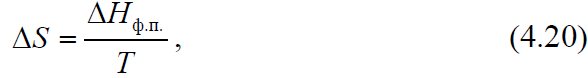 ΔS = ΔH_ф.п. / T , (4.20)